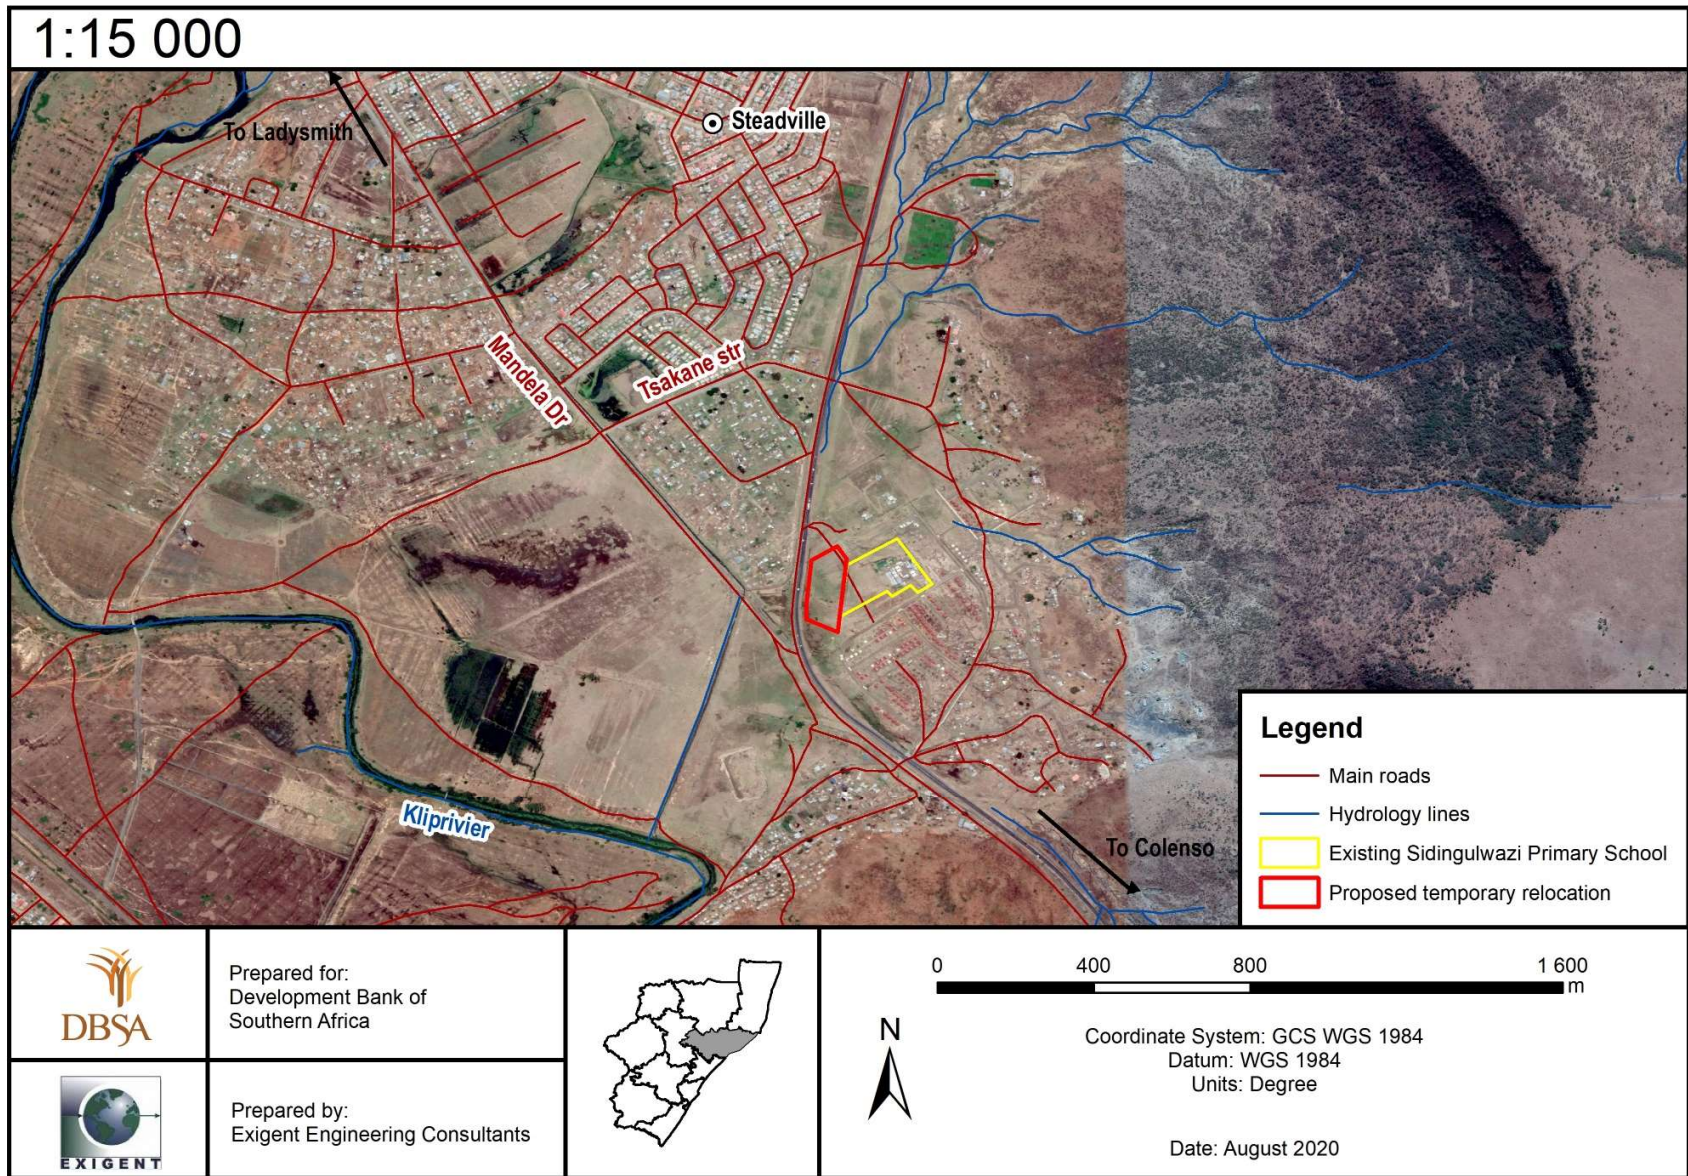 1:15 000
To Ladysmith
Steadville
Mandela Dr
Tsakane str
Kliprivier
To Colenso
Legend
Main roads
Hydrology lines
Existing Sidingulwazi Primary School
Proposed temporary relocation
DBSA
Prepared for:
Development Bank of
Southern Africa
EXIGENT
Prepared by:
Exigent Engineering Consultants
0 400 800 1 600
m
N
Coordinate System: GCS WGS 1984
Datum: WGS 1984
Units: Degree
Date: August 2020